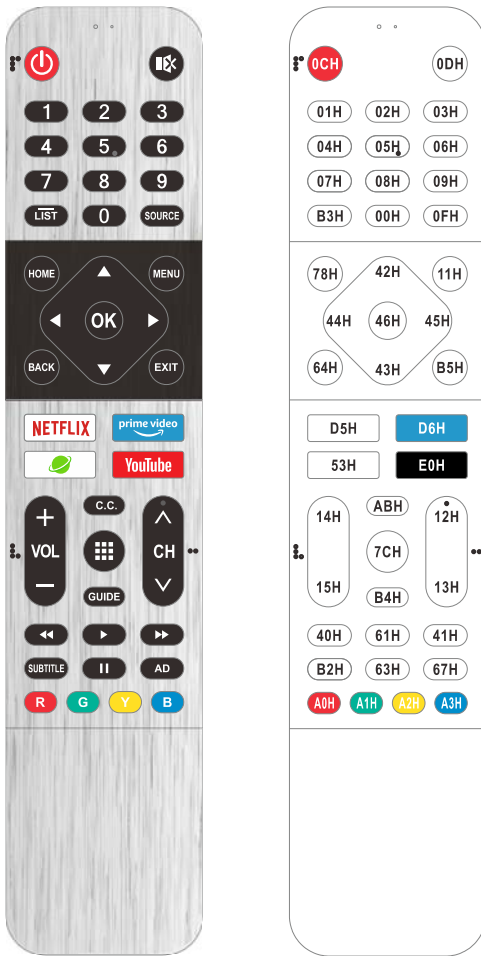 1 2 3
4 5 6
7 8 9
LIST 0 SOURCE
HOME MENU
OK
BACK EXIT
NETFLIX prime video
YouTube
C.C.
+
VOL CH
−
GUIDE
SUBTITLE AD
R G Y B
0CH 0DH
01H 02H 03H
04H 05H 06H
07H 08H 09H
B3H 00H 0FH
78H 42H 11H
44H 46H 45H
64H 43H B5H
D5H D6H
53H E0H
14H ABH 12H
7CH
15H B4H 13H
40H 61H 41H
B2H 63H 67H
A0H A1H A2H A3H